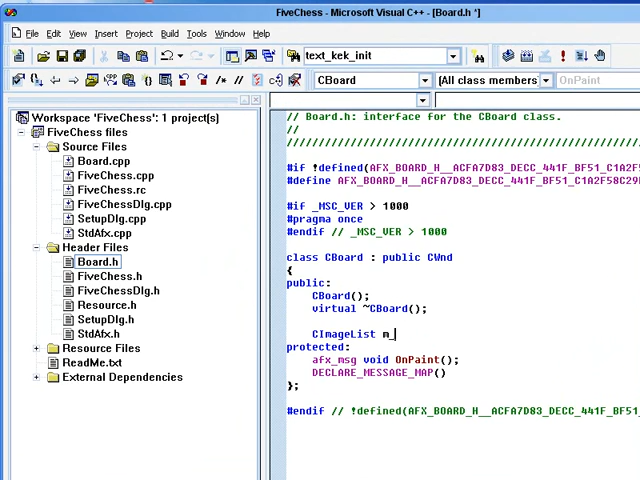 FiveChess - Microsoft Visual C++ - [Board.h *]
File Edit View Insert Project Build Tools Window Help
text_kek_init
CBoard
[All class members
OnPaint
Workspace 'FiveChess': 1 project(s)
FiveChess files
Source Files
Board.cpp
FiveChess.cpp
FiveChess.rc
FiveChessDlg.cpp
SetupDlg.cpp
StdAfx.cpp
Header Files
Board.h
FiveChess.h
FiveChessDlg.h
Resource.h
SetupDlg.h
StdAfx.h
Resource Files
ReadMe.txt
External Dependencies
// Board.h: interface for the CBoard class.
//
//////////////////////////////////////////////////////
#if !defined(AFX_BOARD_H__ACFA7D83_DECC_441F_BF51_C1A2F5
#define AFX_BOARD_H__ACFA7D83_DECC_441F_BF51_C1A2F58C29
#if _MSC_VER > 1000
#pragma once
#endif // _MSC_VER > 1000
class CBoard : public CWnd
{
public:
CBoard();
virtual ~CBoard();
CImageList m_
protected:
afx_msg void OnPaint();
DECLARE_MESSAGE_MAP()
};
#endif // !defined(AFX_BOARD_H__ACFA7D83_DECC_441F_BF51_